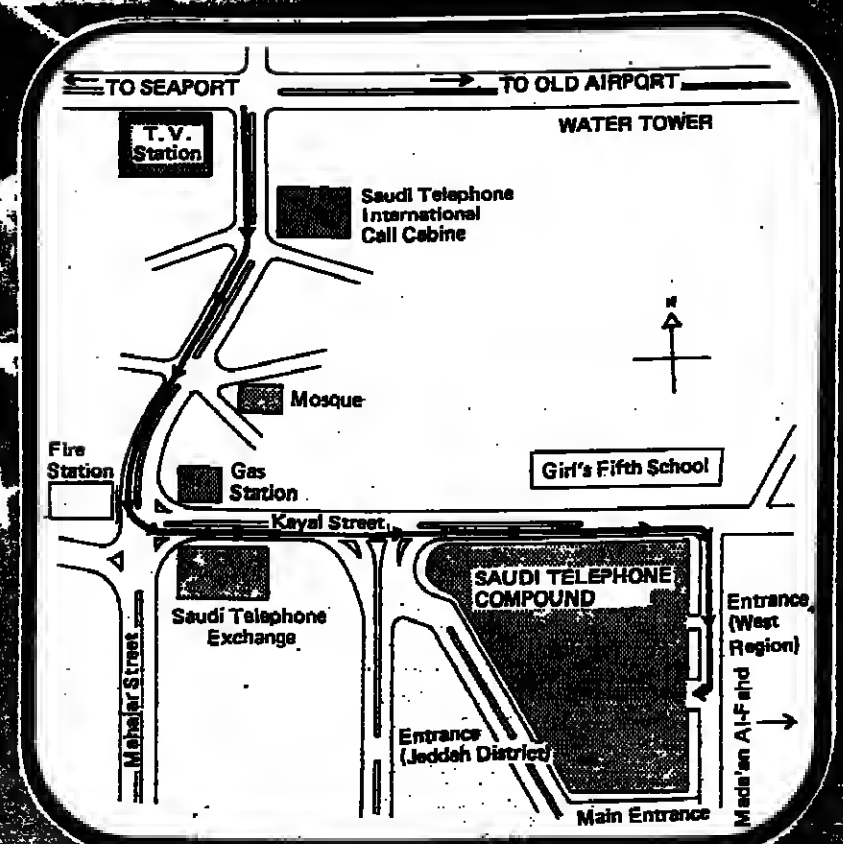 TO SEAPORT
TO OLD AIRPORT
WATER TOWER
T. V.
Station
Saudi Telephone
International
Call Cabine
N
Mosque
Fire
Station
Gas
Station
Girl's Fifth School
Kayal Street
SAUDI TELEPHONE
COMPOUND
Saudi Telephone
Exchange
Entrance
(West
Region)
Mahajar Street
Entrance
(Jeddah District)
Mada'en Al-Fahd
Main Entrance